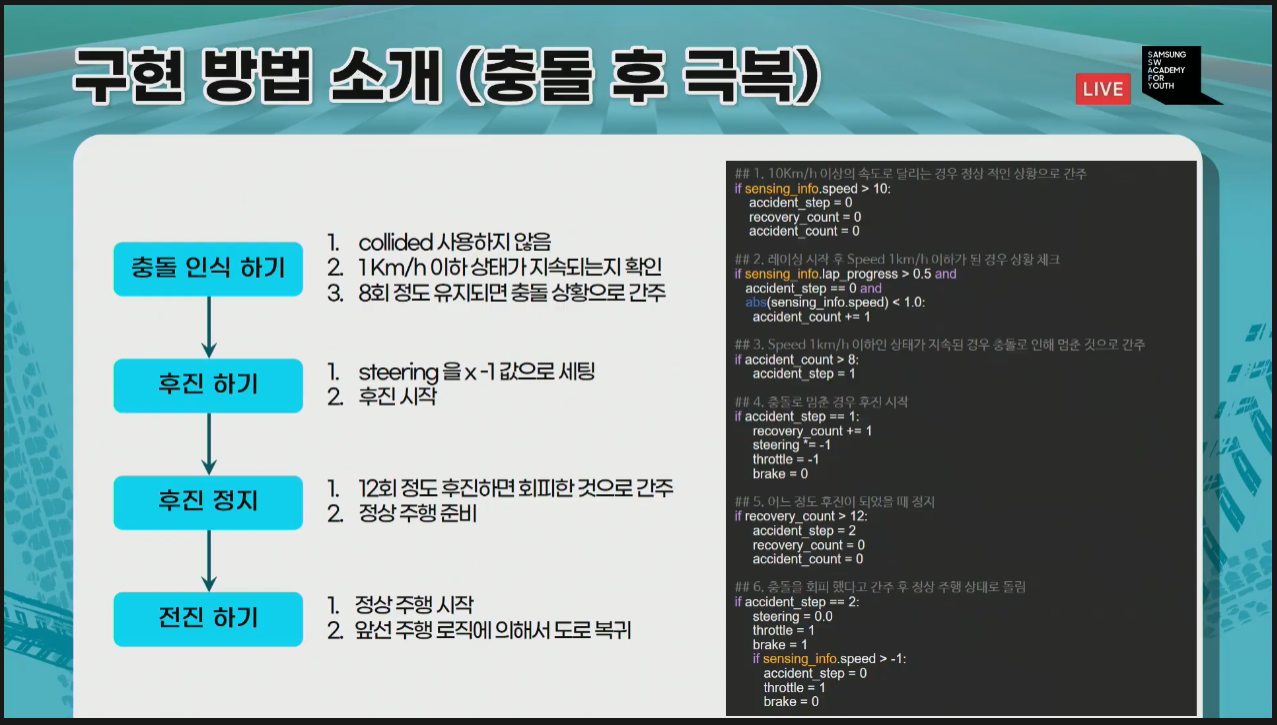 구현 방법 소개 (충돌 후 극복)
LIVE
SAMSUNG
SW
ACADEMY
FOR
YOUTH
충돌 인식 하기
1. collided 사용하지 않음
2. 1 Km/h 이하 상태가 지속되는지 확인
3. 8회 정도 유지되면 충돌 상황으로 간주
후진 하기
1. steering 을 x -1 값으로 세팅
2. 후진 시작
후진 정지
1. 12회 정도 후진하면 회피한 것으로 간주
2. 정상 주행 준비
전진 하기
1. 정상 주행 시작
2. 앞선 주행 로직에 의해서 도로 복귀
## 1. 10Km/h 이상의 속도로 달리는 경우 정상 적인 상황으로 간주
if sensing_info.speed > 10:
accident_step = 0
recovery_count = 0
accident_count = 0
## 2. 레이싱 시작 후 Speed 1km/h 이하가 된 경우 상황 체크
if sensing_info.lap_progress > 0.5 and
accident_step == 0 and
abs(sensing_info.speed) < 1.0:
accident_count += 1
## 3. Speed 1km/h 이하인 상태가 지속된 경우 충돌로 인해 멈춘 것으로 간주
if accident_count > 8:
accident_step = 1
## 4. 충돌로 멈춘 경우 후진 시작
if accident_step == 1:
recovery_count += 1
steering *= -1
throttle = -1
brake = 0
## 5. 어느 정도 후진이 되었을 때 정지
if recovery_count > 12:
accident_step = 2
recovery_count = 0
accident_count = 0
## 6. 충돌을 회피 했다고 간주 후 정상 주행 상태로 돌림
if accident_step == 2:
steering = 0.0
throttle = 1
brake = 1
if sensing_info.speed > -1:
accident_step = 0
throttle = 1
brake = 0